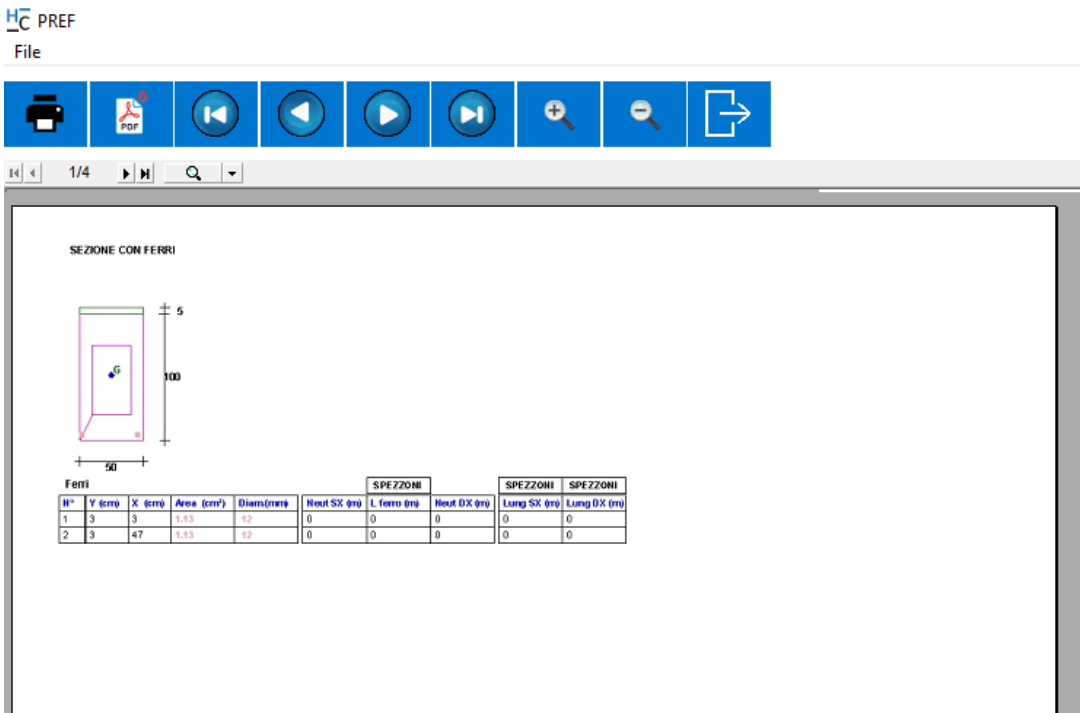 HC PREF
File
PDF
1/4
SEZIONE CON FERRI
5
G
100
50
Ferri SPEZZONI SPEZZONI SPEZZONI
N° Y (cm) X (cm) Area (cm²) Diam.(mm) Neut SX (m) L ferro (m) Neut DX (m) Lung SX (m) Lung DX (m)
1 3 3 1.13 12 0 0 0 0 0
2 3 47 1.13 12 0 0 0 0 0